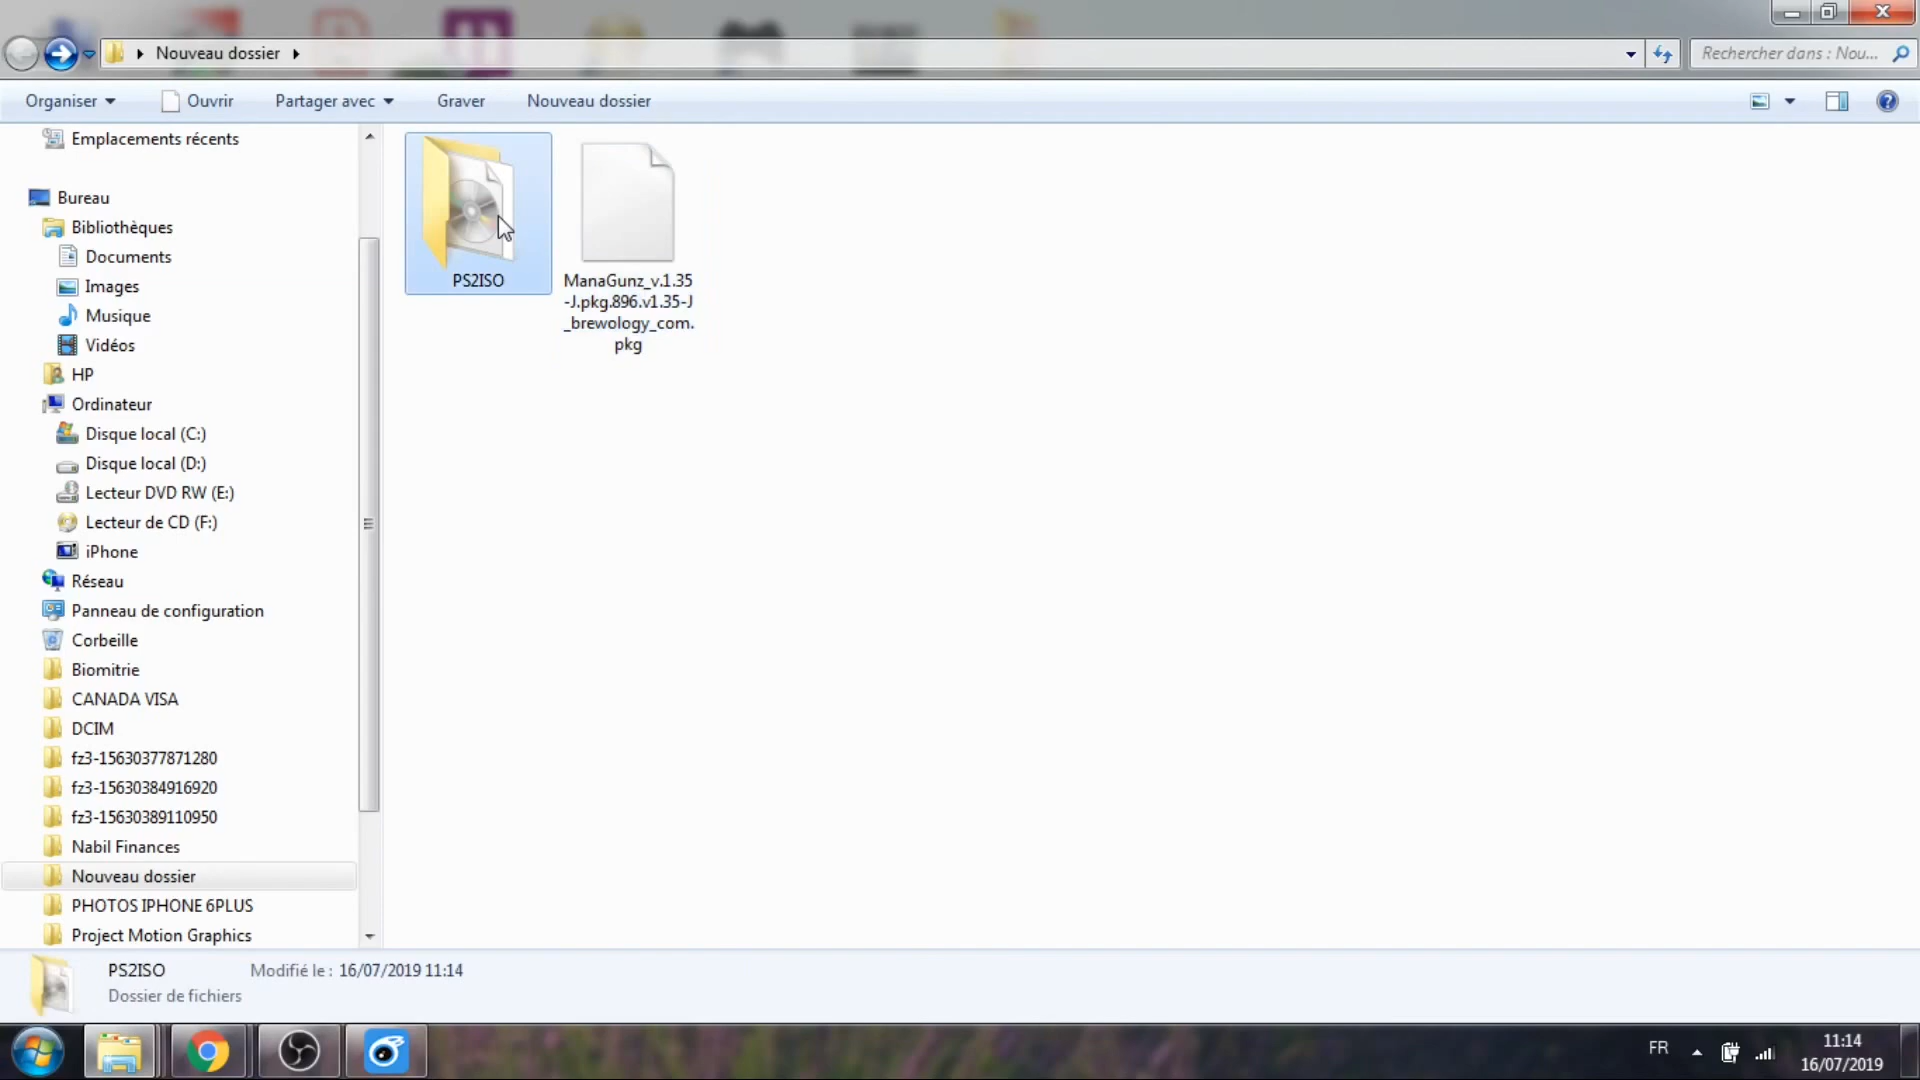 Nouveau dossier
Rechercher dans : Nou...
Organiser
Ouvrir
Partager avec
Graver
Nouveau dossier
Emplacements récents
Bureau
Bibliothèques
Documents
Images
Musique
Vidéos
HP
Ordinateur
Disque local (C:)
Disque local (D:)
Lecteur DVD RW (E:)
Lecteur de CD (F:)
iPhone
Réseau
Panneau de configuration
Corbeille
Biomitrie
CANADA VISA
DCIM
fz3-15630377871280
fz3-15630384916920
fz3-15630389110950
Nabil Finances
Nouveau dossier
PHOTOS IPHONE 6PLUS
Project Motion Graphics
PS2ISO
ManaGunz_v.1.35
-J.pkg.896.v1.35-J
_brewology_com.
pkg
PS2ISO
Modifié le : 16/07/2019 11:14
Dossier de fichiers
FR
11:14
16/07/2019